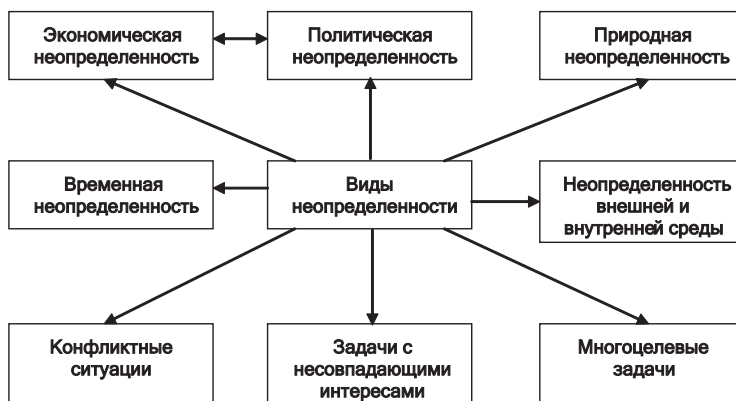 Экономическая
неопределенность
Политическая
неопределенность
Природная
неопределенность
Временная
неопределенность
Виды
неопределенности
Неопределенность
внешней и
внутренней среды
Конфликтные
ситуации
Задачи с
несовпадающими
интересами
Многоцелевые
задачи